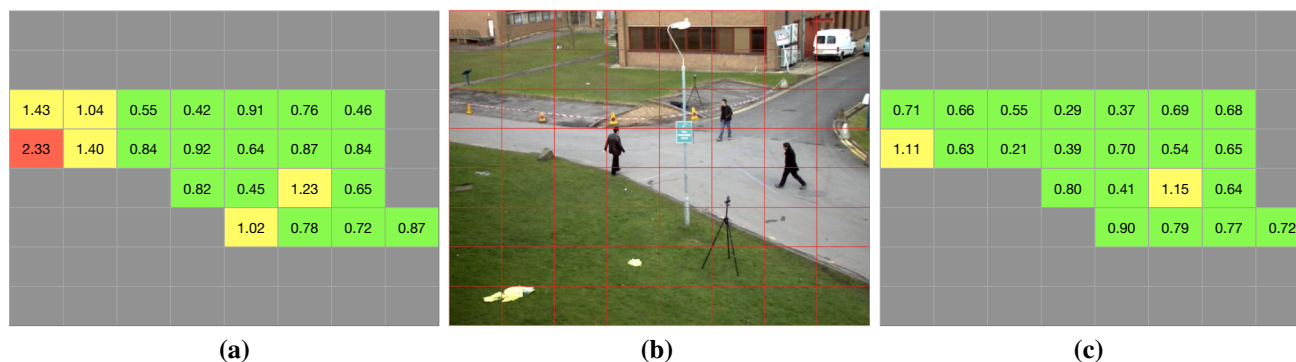 1.43 1.04 0.55 0.42 0.91 0.76 0.46
2.33 1.40 0.84 0.92 0.64 0.87 0.84
0.82 0.45 1.23 0.65
1.02 0.78 0.72 0.87
(a)
(b)
0.71 0.66 0.55 0.29 0.37 0.69 0.68
1.11 0.63 0.21 0.39 0.70 0.54 0.65
0.80 0.41 1.15 0.64
0.90 0.79 0.77 0.72
(c)